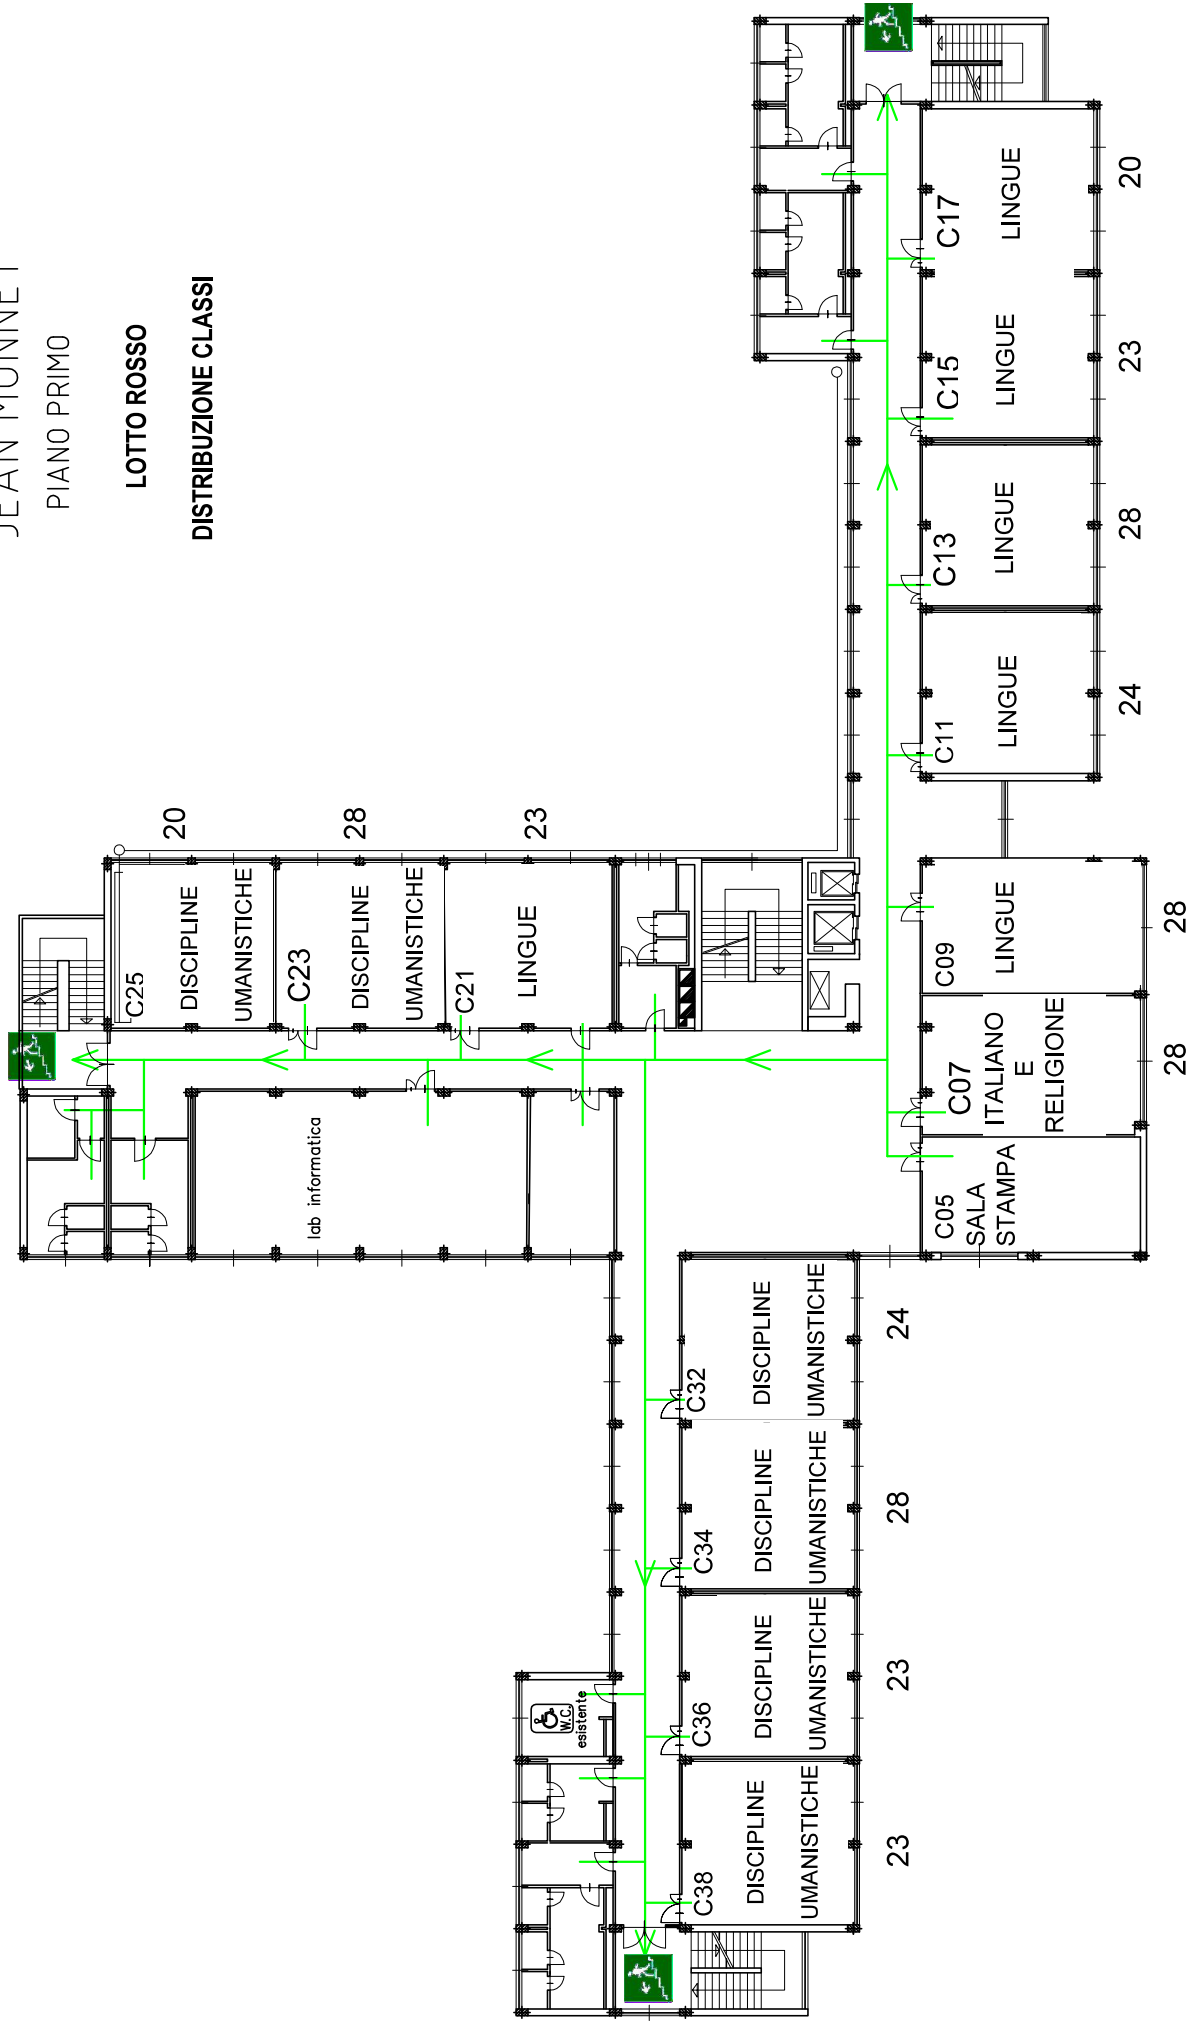 JEAN MONNET
PIANO PRIMO
LOTTO ROSSO
DISTRIBUZIONE CLASSI
C25
DISCIPLINE
UMANISTICHE
20
C23
DISCIPLINE
UMANISTICHE
28
C21
LINGUE
23
lab informatica
C17
LINGUE
20
C15
LINGUE
23
C13
LINGUE
28
C11
LINGUE
24
C09
LINGUE
28
C07
ITALIANO
E
RELIGIONE
28
C05
SALA
STAMPA
C32
DISCIPLINE
UMANISTICHE
24
C34
DISCIPLINE
UMANISTICHE
28
C36
DISCIPLINE
UMANISTICHE
23
C38
DISCIPLINE
UMANISTICHE
23
W.C.
esistente